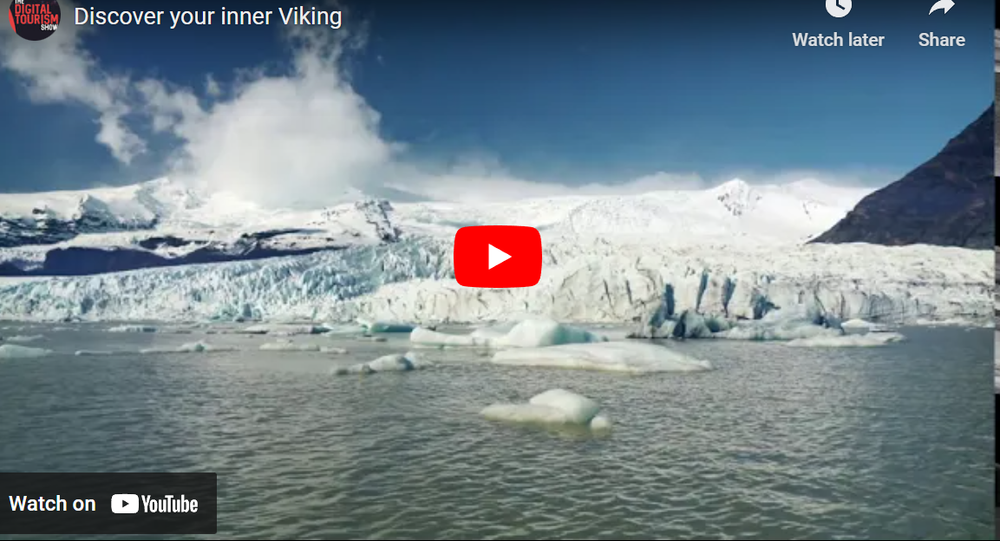 THE
DIGITAL
TOURISM
SHOW
Discover your inner Viking
Watch later
Share
Watch on YouTube